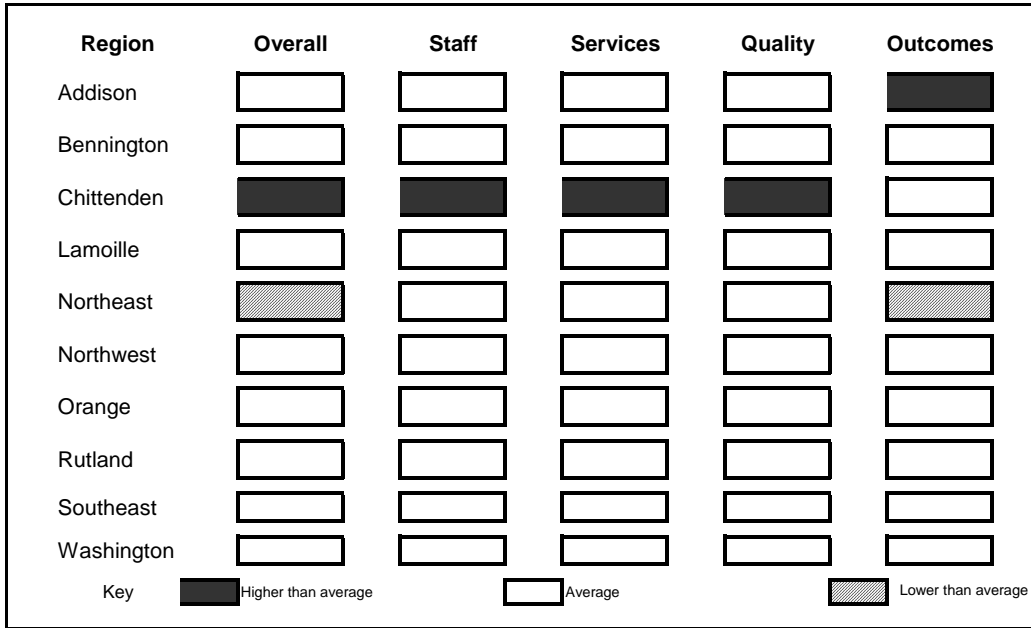 Region Overall Staff Services Quality Outcomes
Addison
Bennington
Chittenden
Lamoille
Northeast
Northwest
Orange
Rutland
Southeast
Washington
Key Higher than average Average Lower than average